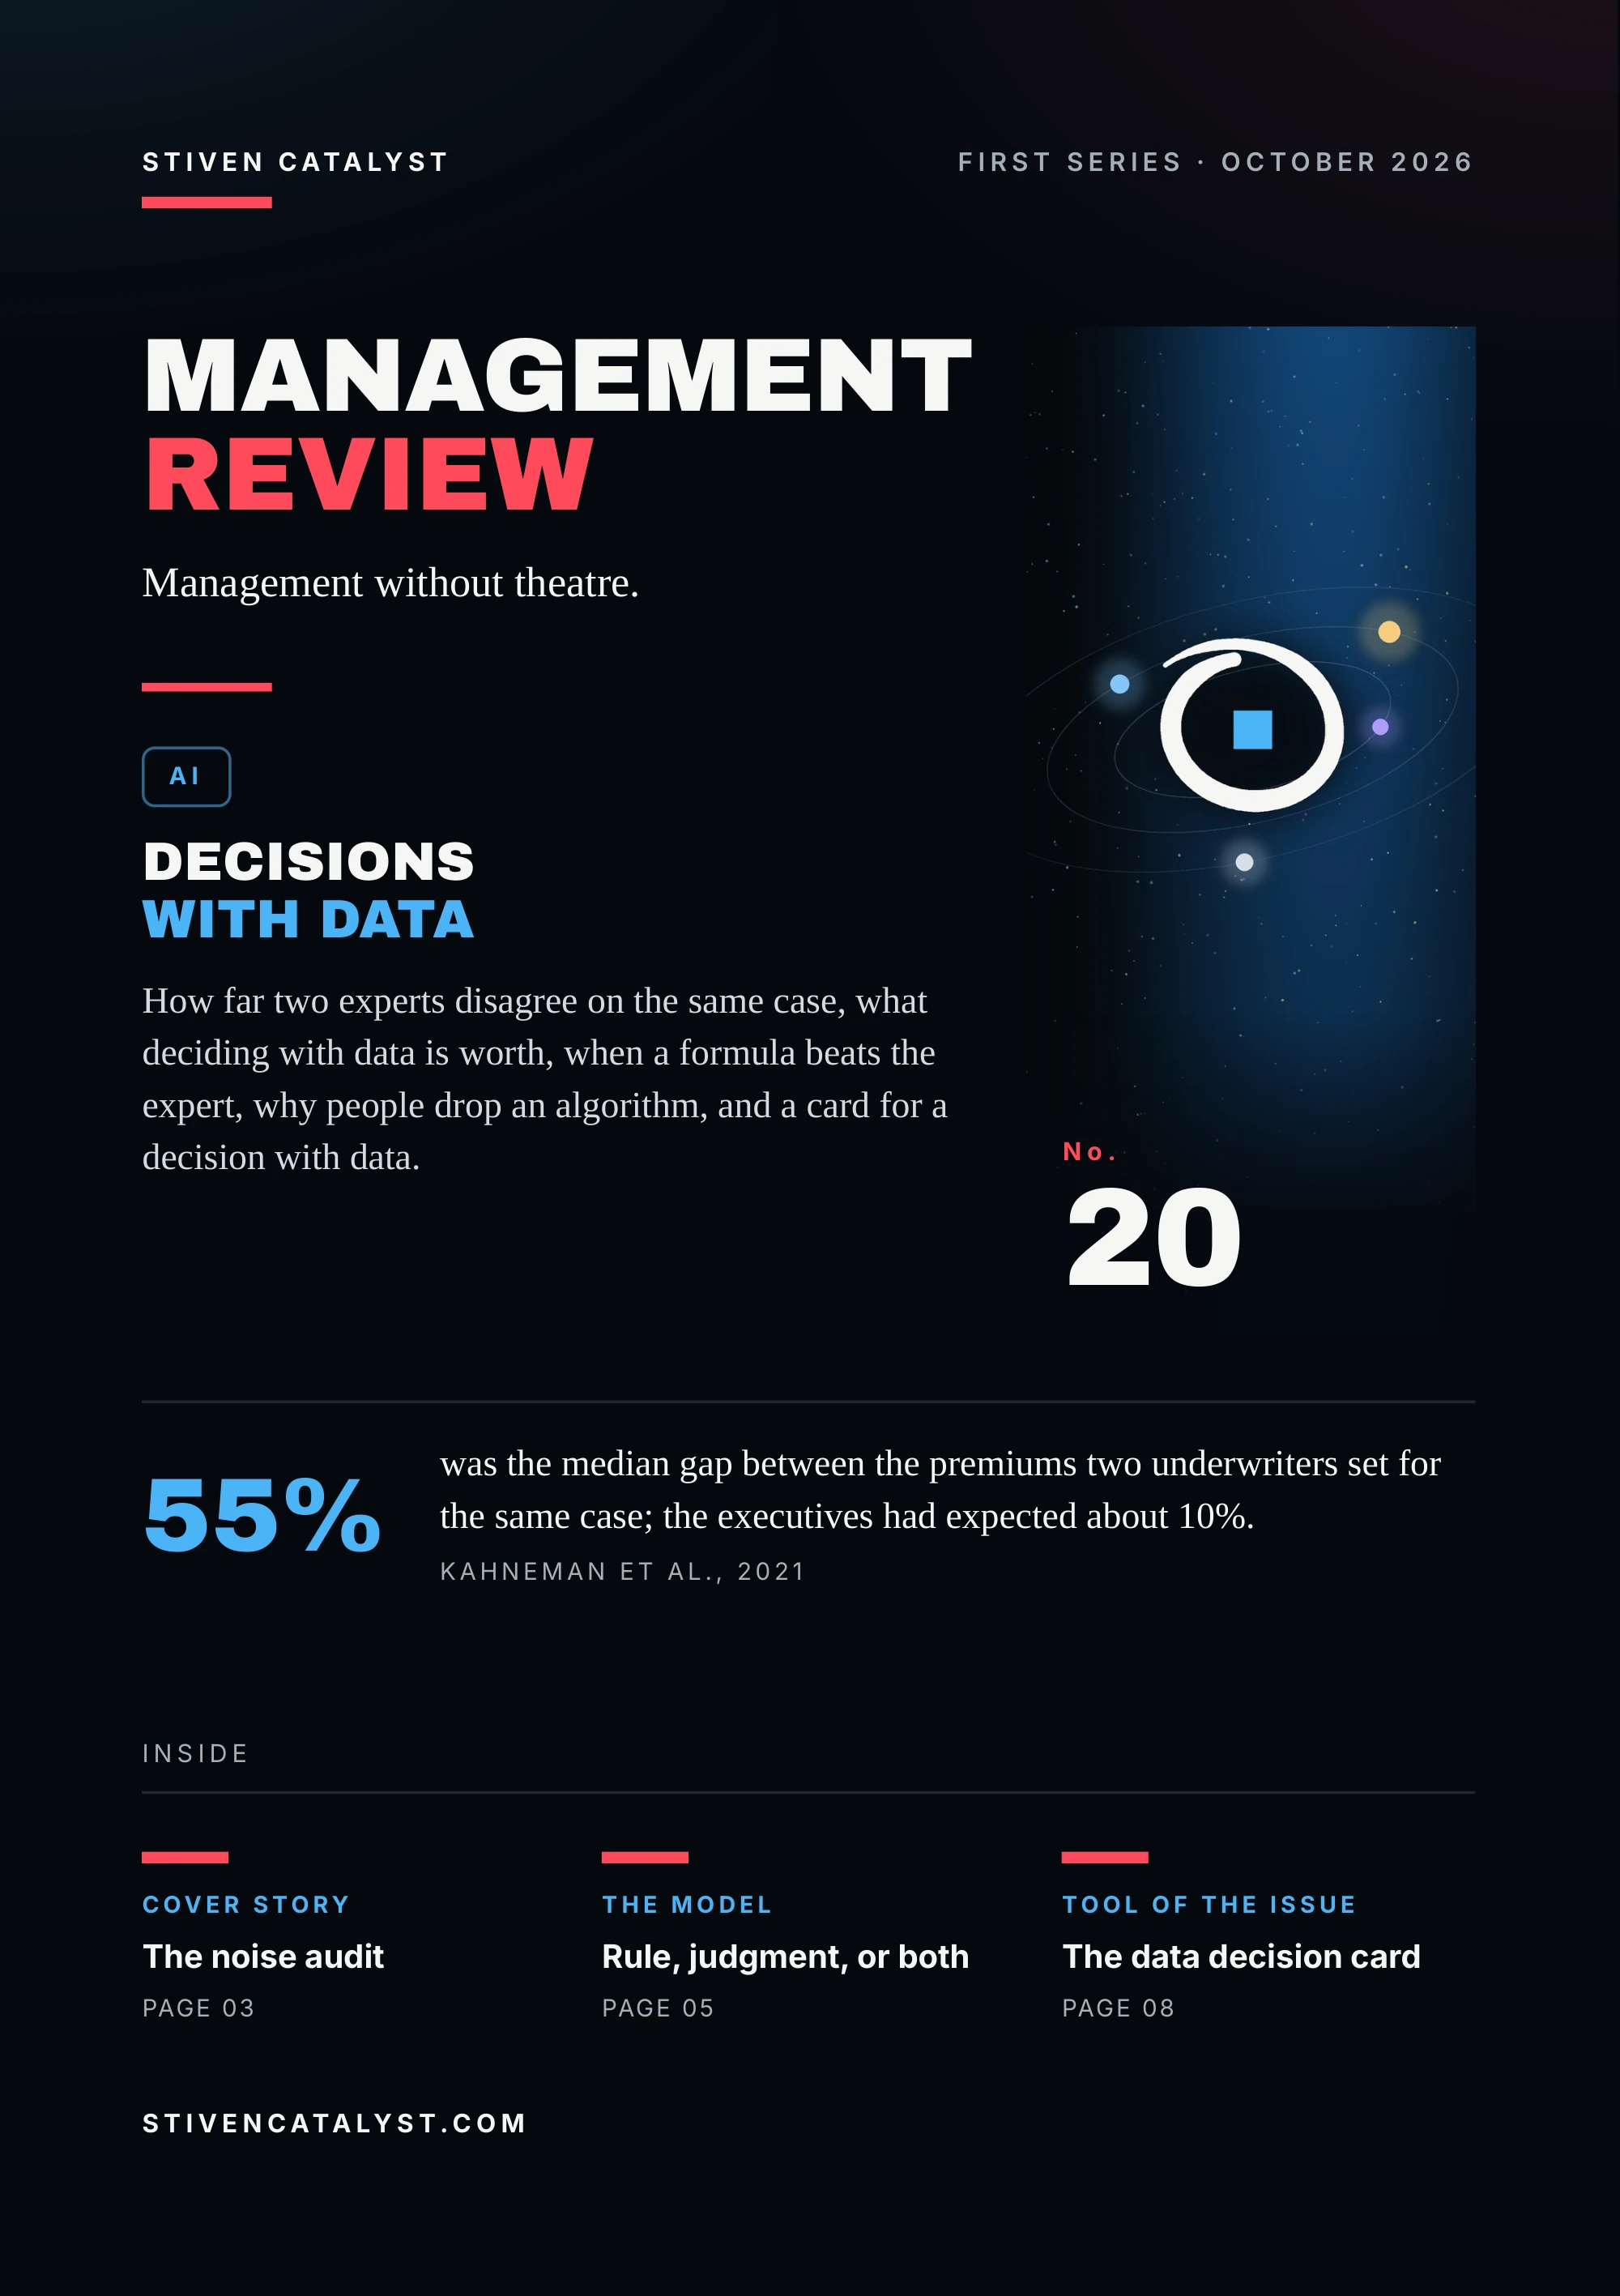 STIVEN CATALYST
FIRST SERIES · OCTOBER 2026
MANAGEMENT
REVIEW
Management without theatre.
AI
DECISIONS
WITH DATA
How far two experts disagree on the same case, what
deciding with data is worth, when a formula beats the
expert, why people drop an algorithm, and a card for a
decision with data.
No.
20
55%
was the median gap between the premiums two underwriters set for
the same case; the executives had expected about 10%.
KAHNEMAN ET AL., 2021
INSIDE
COVER STORY
The noise audit
PAGE 03
THE MODEL
Rule, judgment, or both
PAGE 05
TOOL OF THE ISSUE
The data decision card
PAGE 08
STIVENCATALYST.COM